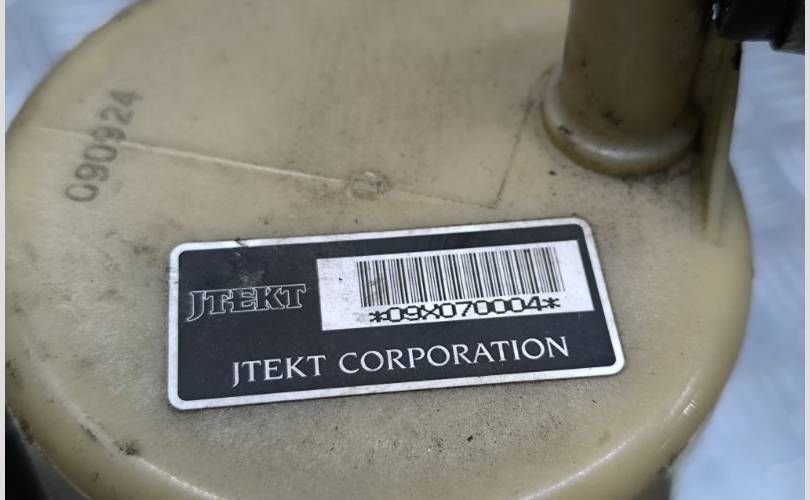 090924
JTEKT
*09X070004*
JTEKT CORPORATION